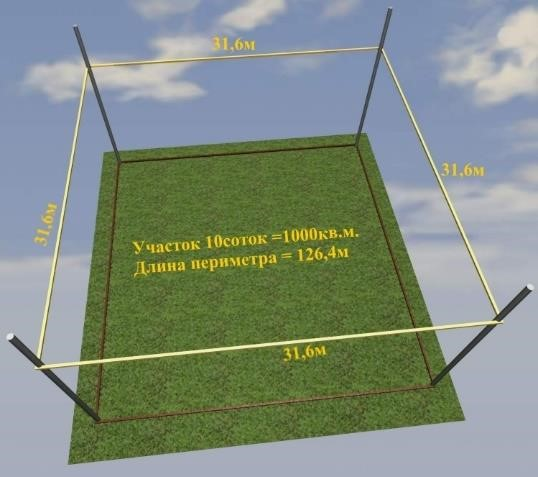 31,6м
31,6м
31,6м
Участок 10соток =1000кв.м.
Длина периметра = 126,4м
31,6м